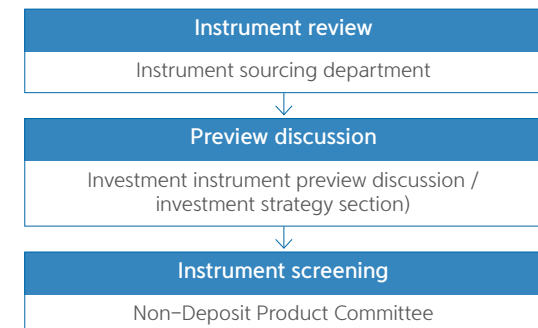 Instrument review
Instrument sourcing department
Preview discussion
Investment instrument preview discussion /
investment strategy section)
Instrument screening
Non-Deposit Product Committee